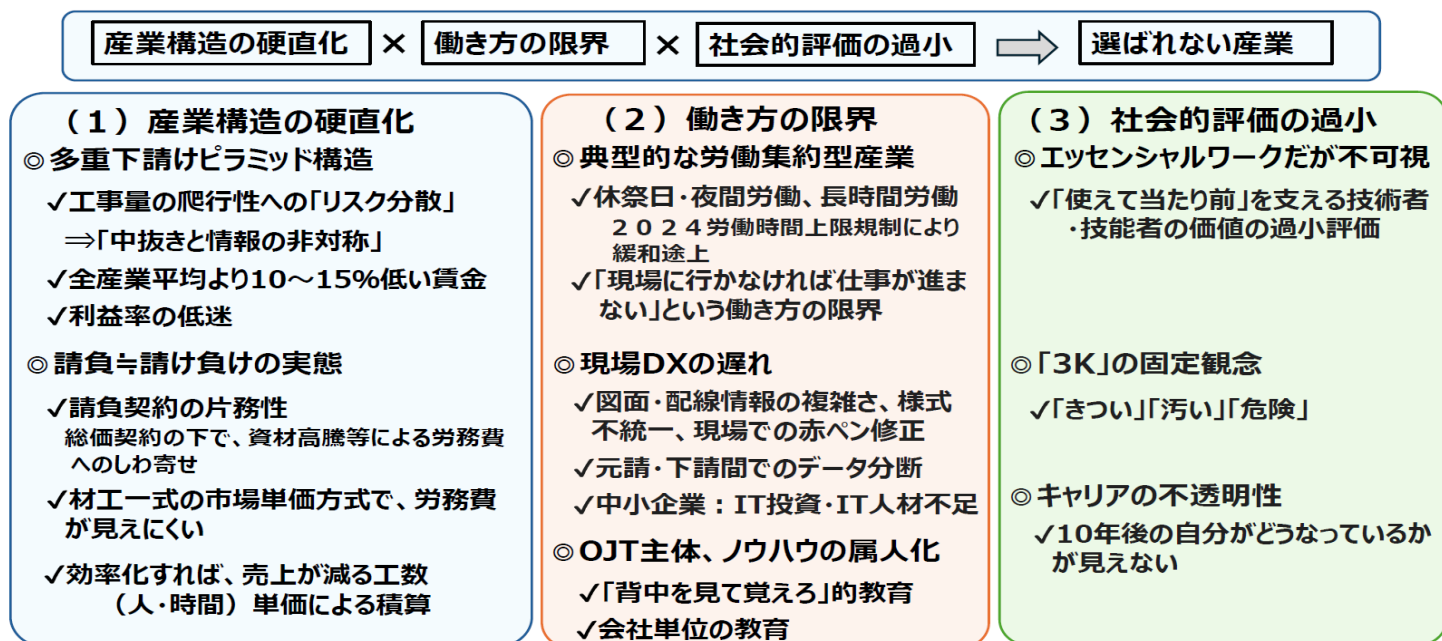 産業構造の硬直化 × 働き方の限界 × 社会的評価の過小 ⇒ 選ばれない産業
（1）産業構造の硬直化
◎多重下請けピラミッド構造
✓工事量の爬行性への「リスク分散」
⇒「中抜きと情報の非対称」
✓全産業平均より10～15%低い賃金
✓利益率の低迷
◎請負≒請け負けの実態
✓請負契約の片務性
総価契約の下で、資材高騰等による労務費
へのしわ寄せ
✓材工一式の市場単価方式で、労務費
が見えにくい
✓効率化すれば、売上が減る工数
（人・時間）単価による積算
（2）働き方の限界
◎典型的な労働集約型産業
✓休祭日・夜間労働、長時間労働
２０２４労働時間上限規制により
緩和途上
✓「現場に行かなければ仕事が進ま
ない」という働き方の限界
◎現場DXの遅れ
✓図面・配線情報の複雑さ、様式
不統一、現場での赤ペン修正
✓元請・下請間でのデータ分断
✓中小企業：IT投資・IT人材不足
◎OJT主体、ノウハウの属人化
✓「背中を見て覚えろ」的教育
✓会社単位の教育
（3）社会的評価の過小
◎エッセンシャルワークだが不可視
✓「使えて当たり前」を支える技術者
・技能者の価値の過小評価
◎「3K」の固定観念
✓「きつい」「汚い」「危険」
◎キャリアの不透明性
✓10年後の自分がどうなっているか
が見えない